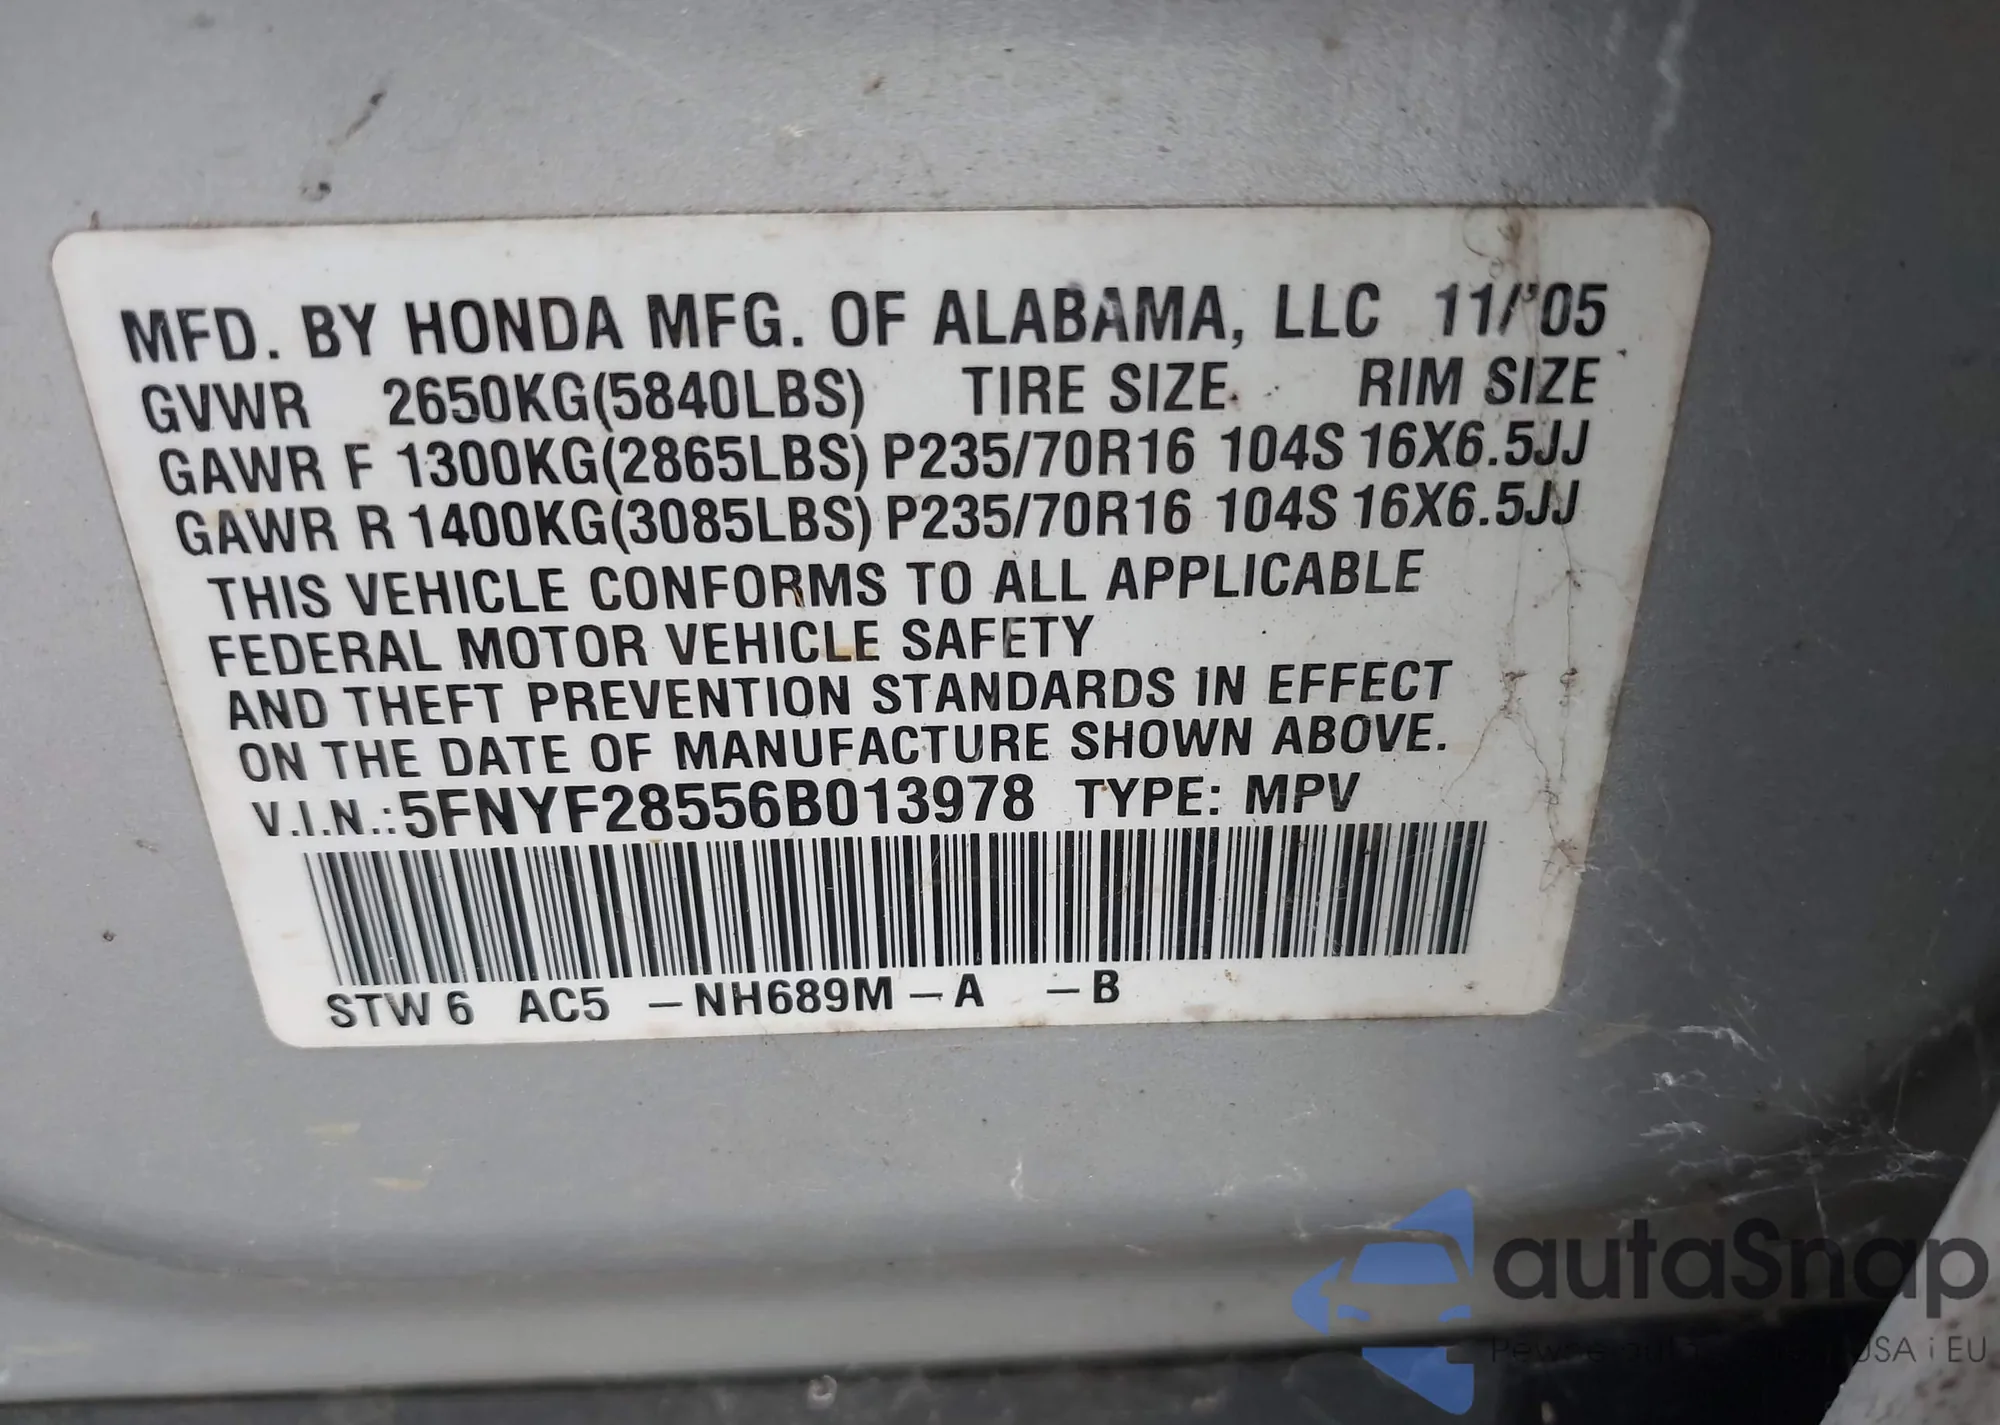 MFD. BY HONDA MFG. OF ALABAMA, LLC 11/'05
GVWR 2650KG(5840LBS) TIRE SIZE RIM SIZE
GAWR F 1300KG(2865LBS) P235/70R16 104S 16X6.5JJ
GAWR R 1400KG(3085LBS) P235/70R16 104S 16X6.5JJ
THIS VEHICLE CONFORMS TO ALL APPLICABLE
FEDERAL MOTOR VEHICLE SAFETY
AND THEFT PREVENTION STANDARDS IN EFFECT
ON THE DATE OF MANUFACTURE SHOWN ABOVE.
V.I.N.: 5FNYF28556B013978 TYPE: MPV
STW 6 AC5 – NH689M – A – B
autaSnap
USA i EU